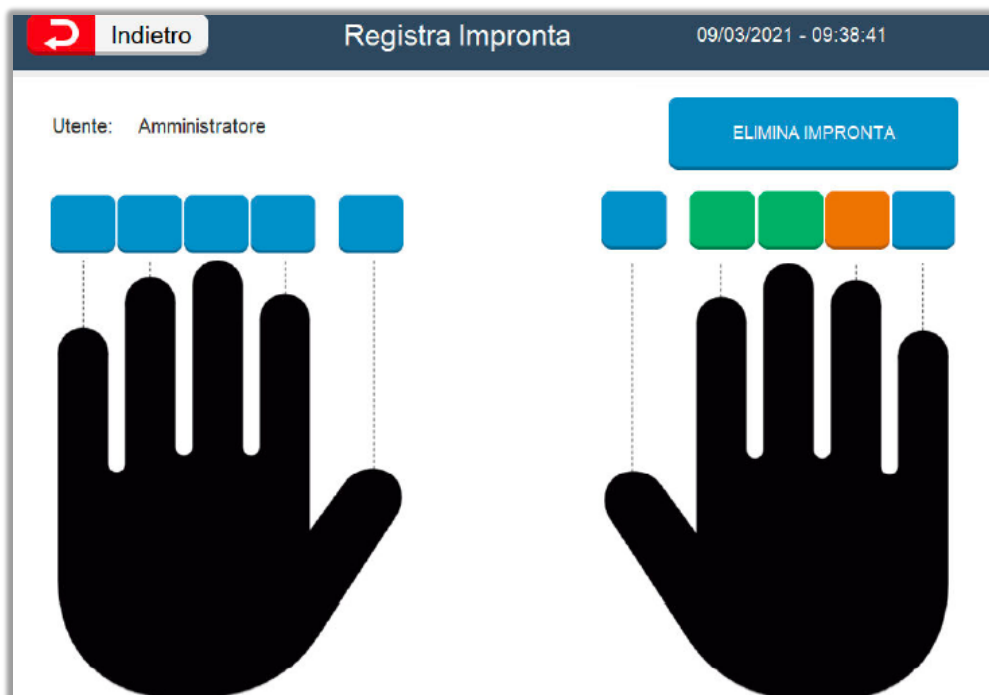 Indietro
Registra Impronta
09/03/2021 - 09:38:41
Utente: Amministratore
ELIMINA IMPRONTA